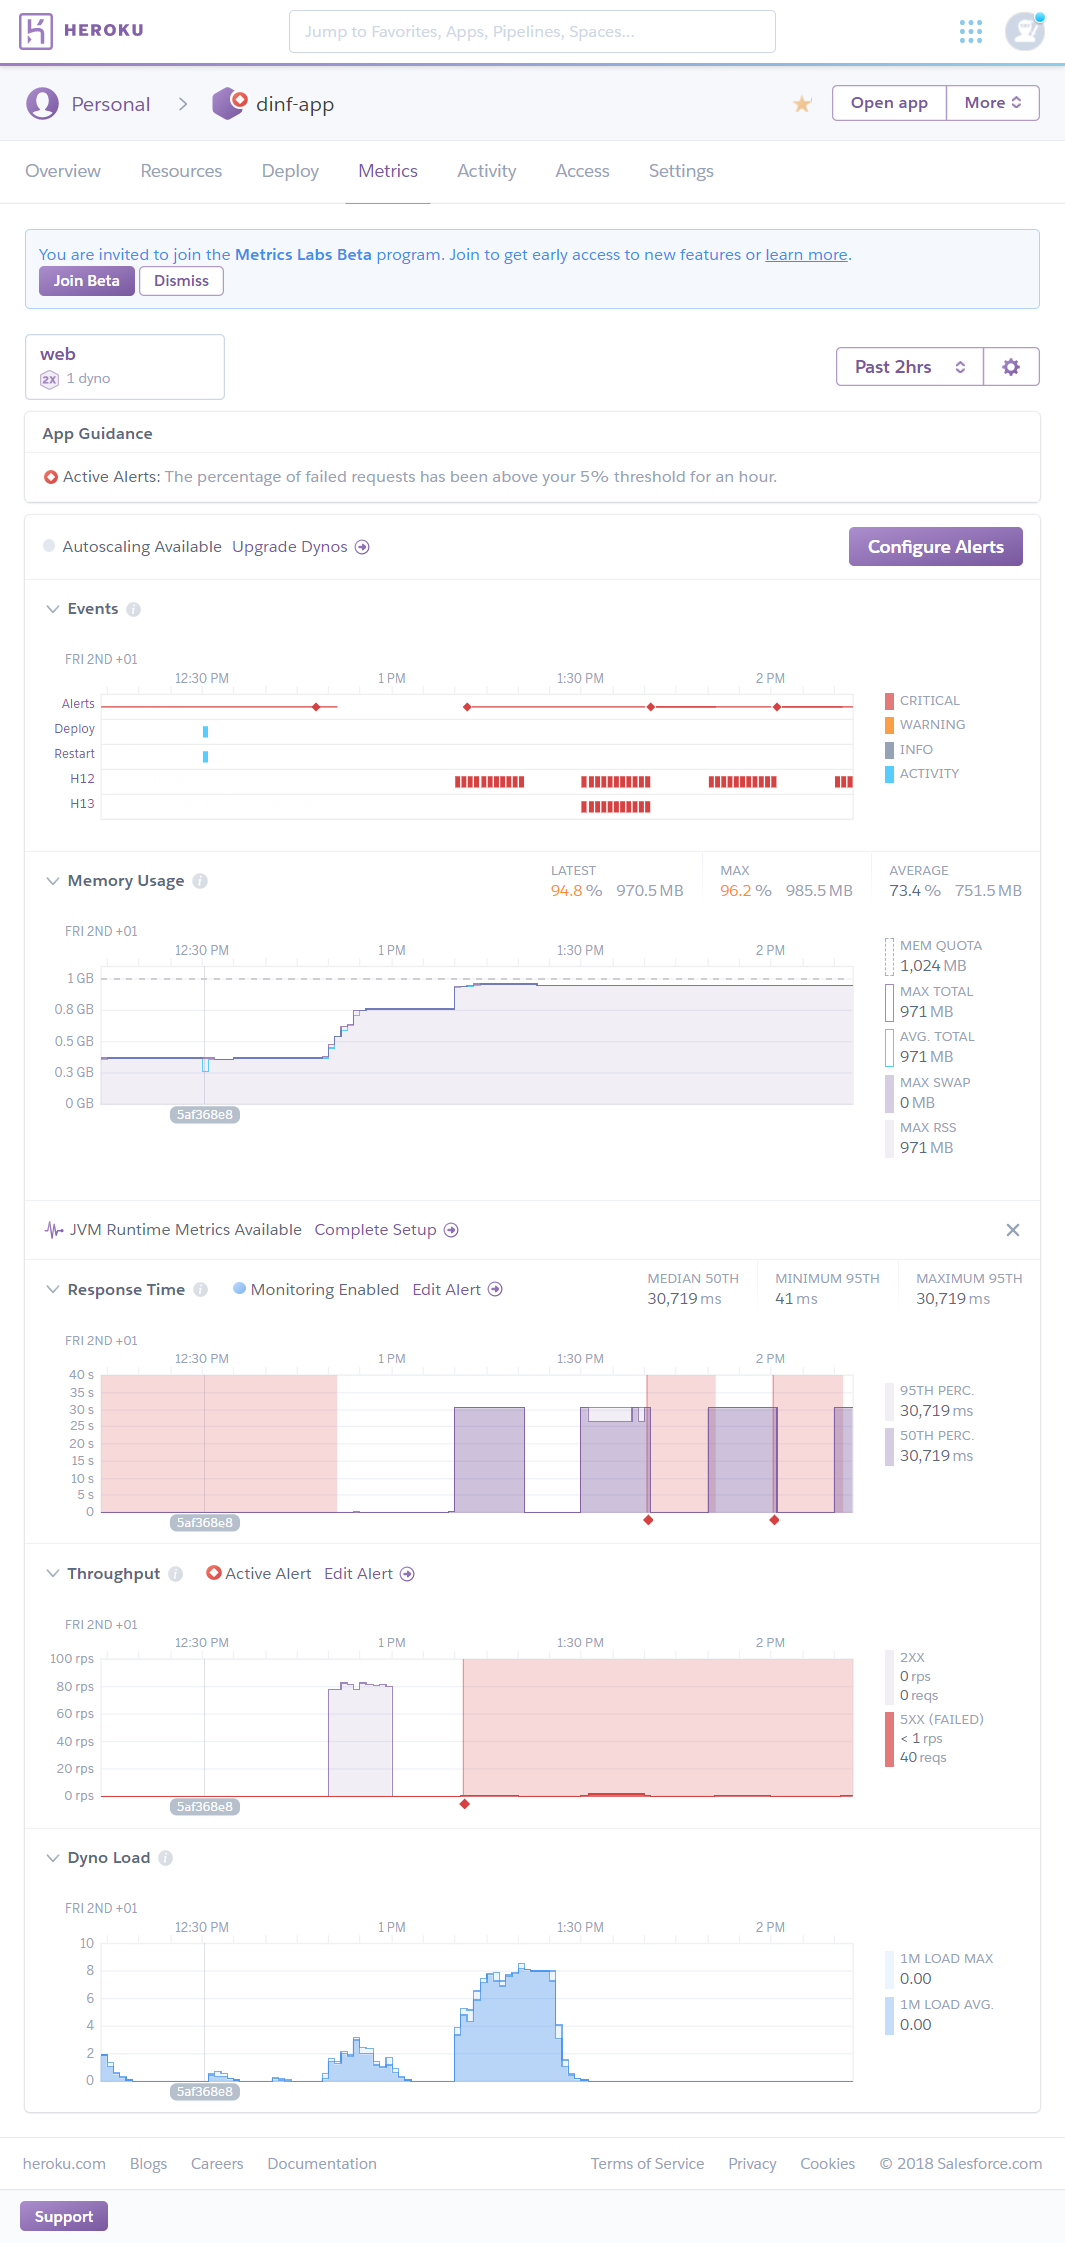 HEROKU
Jump to Favorites, Apps, Pipelines, Spaces...
Personal
dinf-app
Open app
More
Overview Resources Deploy Metrics Activity Access Settings
You are invited to join the Metrics Labs Beta program. Join to get early access to new features or learn more.
Join Beta Dismiss
web
2X 1 dyno
Past 2hrs
App Guidance
Active Alerts: The percentage of failed requests has been above your 5% threshold for an hour.
Autoscaling Available Upgrade Dynos
Configure Alerts
Events
FRI 2ND +01
12:30 PM 1 PM 1:30 PM 2 PM
Alerts
Deploy
Restart
H12
H13
CRITICAL
WARNING
INFO
ACTIVITY
Memory Usage
LATEST
94.8 % 970.5 MB
MAX
96.2 % 985.5 MB
AVERAGE
73.4 % 751.5 MB
FRI 2ND +01
12:30 PM 1 PM 1:30 PM 2 PM
1 GB
0.8 GB
0.5 GB
0.3 GB
0 GB
5af368e8
MEM QUOTA
1,024 MB
MAX TOTAL
971 MB
AVG. TOTAL
971 MB
MAX SWAP
0 MB
MAX RSS
971 MB
JVM Runtime Metrics Available Complete Setup
Response Time
Monitoring Enabled Edit Alert
MEDIAN 50TH
30,719 ms
MINIMUM 95TH
41 ms
MAXIMUM 95TH
30,719 ms
FRI 2ND +01
12:30 PM 1 PM 1:30 PM 2 PM
40 s
35 s
30 s
25 s
20 s
15 s
10 s
5 s
0
5af368e8
95TH PERC.
30,719 ms
50TH PERC.
30,719 ms
Throughput
Active Alert Edit Alert
FRI 2ND +01
12:30 PM 1 PM 1:30 PM 2 PM
100 rps
80 rps
60 rps
40 rps
20 rps
0 rps
5af368e8
2XX
0 rps
0 reqs
5XX (FAILED)
< 1 rps
40 reqs
Dyno Load
FRI 2ND +01
12:30 PM 1 PM 1:30 PM 2 PM
10
8
6
4
2
0
5af368e8
1M LOAD MAX
0.00
1M LOAD AVG.
0.00
heroku.com Blogs Careers Documentation
Terms of Service Privacy Cookies © 2018 Salesforce.com
Support